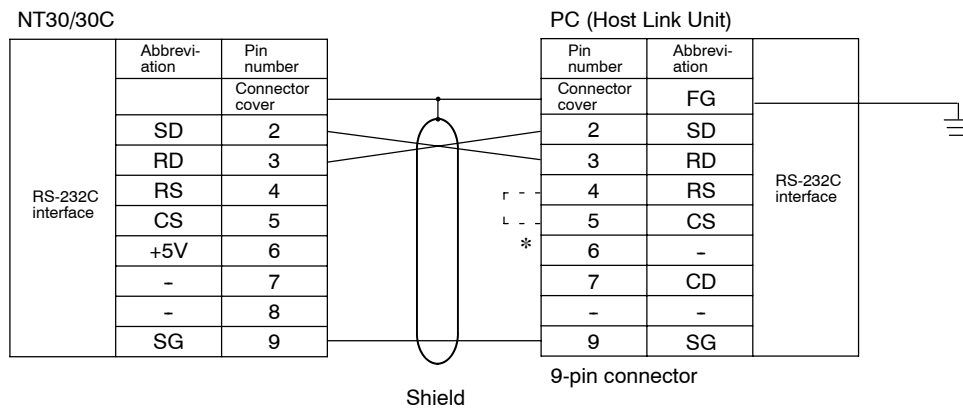 NT30/30C
PC (Host Link Unit)
Abbrevi-
ation
Pin
number
Pin
number
Abbrevi-
ation
Connector
cover
Connector
cover
FG
SD 2 2 SD
RD 3 3 RD
RS 4 4 RS
CS 5 5 CS
+5V 6 * 6 -
- 7 7 CD
- 8 - -
SG 9 9 SG
RS-232C
interface
RS-232C
interface
9-pin connector
Shield